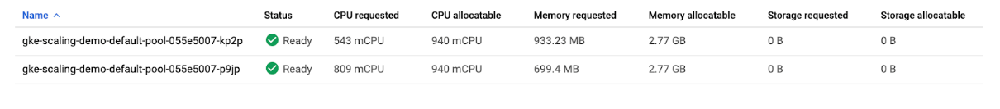 Name Status CPU requested CPU allocatable Memory requested Memory allocatable Storage requested Storage allocatable
gke-scaling-demo-default-pool-055e5007-kp2p Ready 543 mCPU 940 mCPU 933.23 MB 2.77 GB 0 B 0 B
gke-scaling-demo-default-pool-055e5007-p9jp Ready 809 mCPU 940 mCPU 699.4 MB 2.77 GB 0 B 0 B